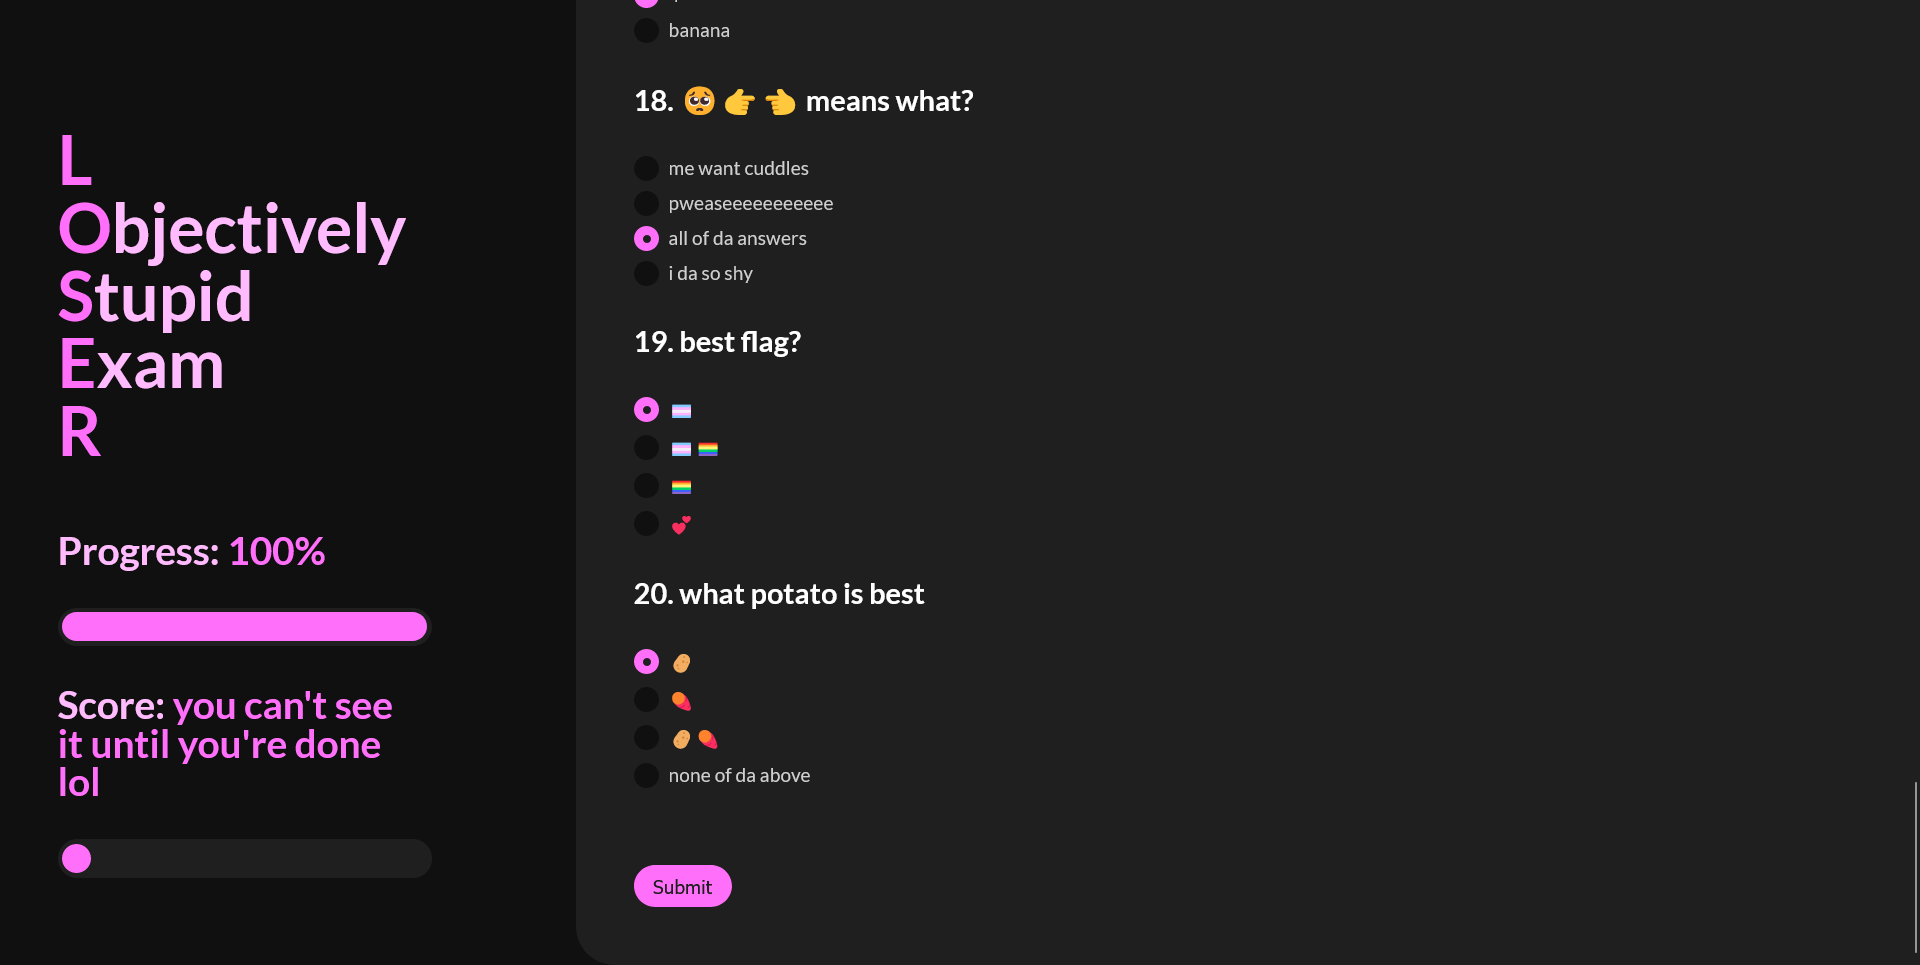 L
Objectively
Stupid
Exam
R
Progress: 100%
Score: you can't see
it until you're done
lol
banana
18. 🥺 👉 👈 means what?
me want cuddles
pweaseeeeeeeeeee
all of da answers
i da so shy
19. best flag?
🏳️‍⚧️
🏳️‍⚧️ 🏳️‍🌈
🏳️‍🌈
💕
20. what potato is best
🥔
🍠
🥔 🍠
none of da above
Submit